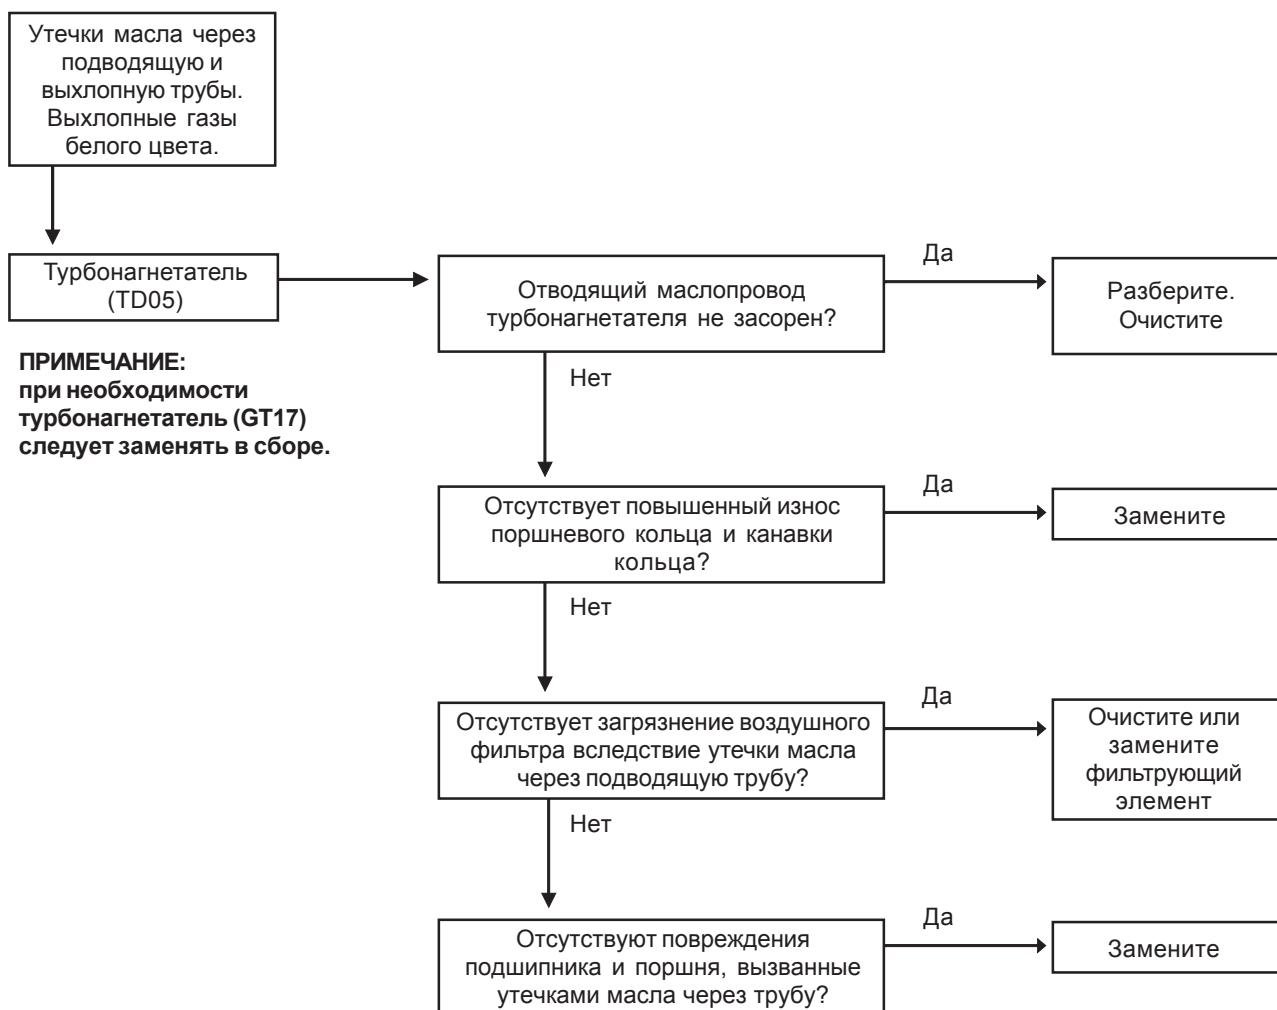 Утечки масла через
подводящую и
выхлопную трубы.
Выхлопные газы
белого цвета.
Турбонагнетатель
(TD05)
ПРИМЕЧАНИЕ:
при необходимости
турбонагнетатель (GT17)
следует заменять в сборе.
Отводящий маслопровод
турбонагнетателя не засорен?
Да
Разберите.
Очистите
Нет
Отсутствует повышенный износ
поршневого кольца и канавки
кольца?
Да
Замените
Нет
Отсутствует загрязнение воздушного
фильтра вследствие утечки масла
через подводящую трубу?
Да
Очистите или
замените
фильтрующий
элемент
Нет
Отсутствуют повреждения
подшипника и поршня, вызванные
утечками масла через трубу?
Да
Замените